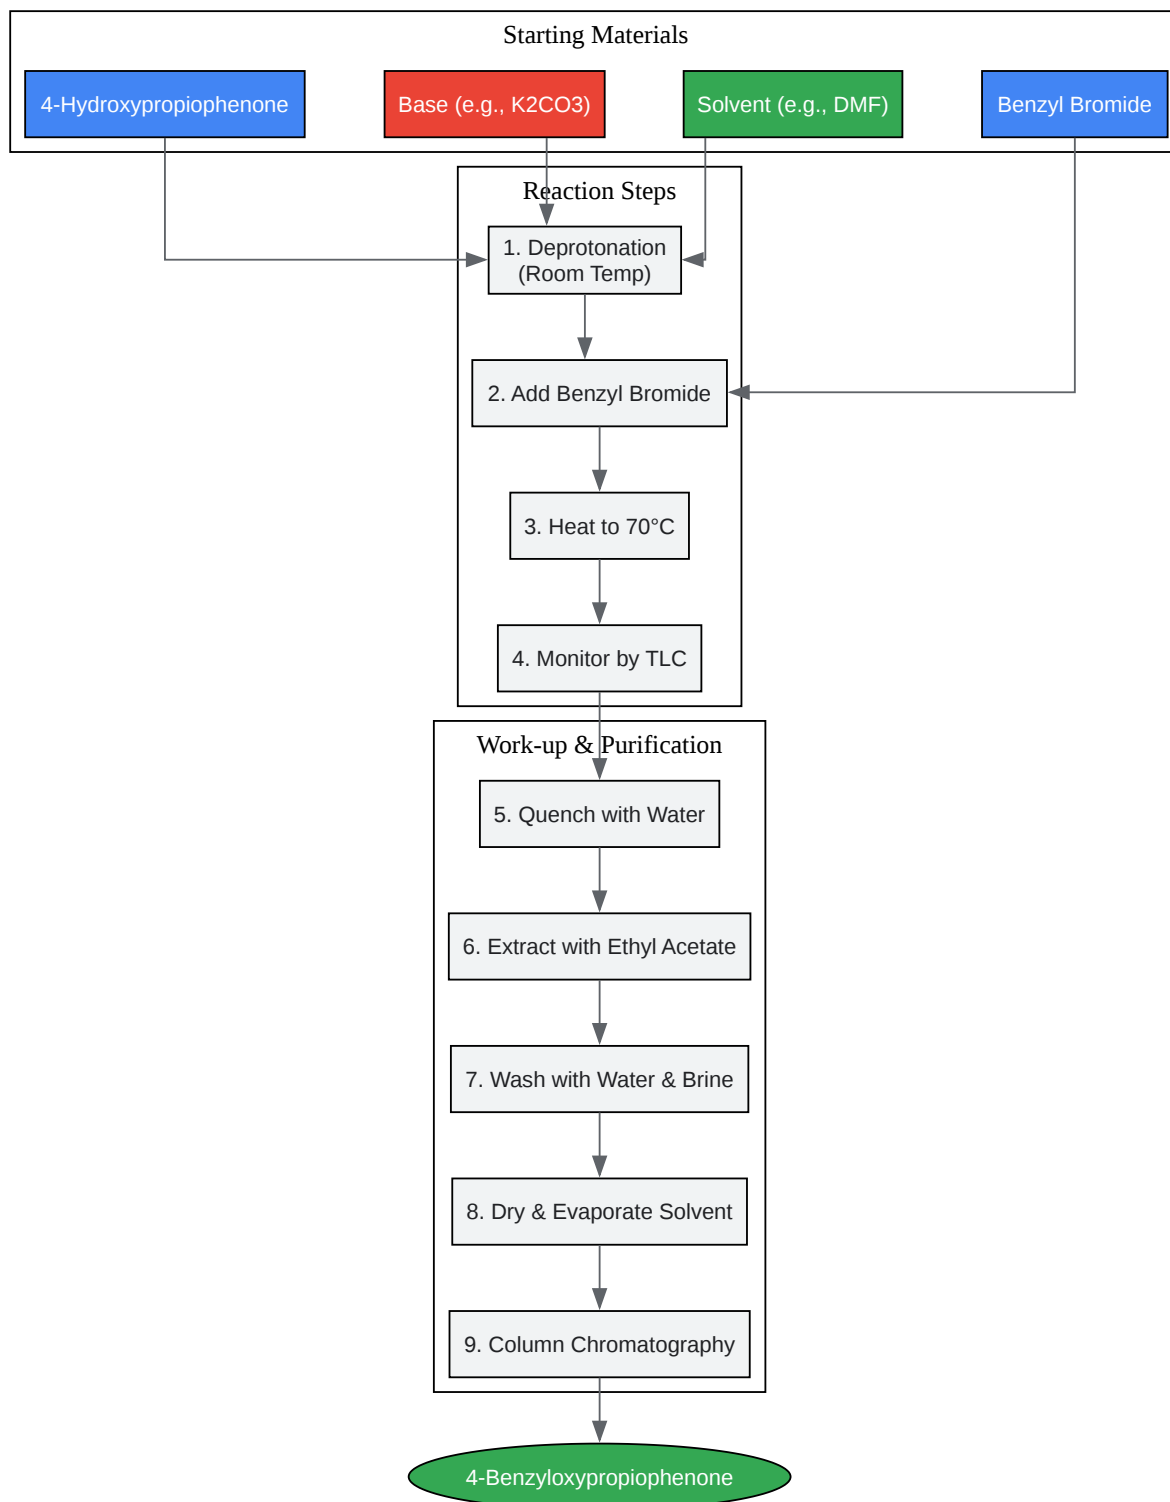 Starting Materials
4-Hydroxypropiophenone
Base (e.g., K2CO3)
Solvent (e.g., DMF)
Benzyl Bromide
Reaction Steps
1. Deprotonation
(Room Temp)
2. Add Benzyl Bromide
3. Heat to 70°C
4. Monitor by TLC
Work-up & Purification
5. Quench with Water
6. Extract with Ethyl Acetate
7. Wash with Water & Brine
8. Dry & Evaporate Solvent
9. Column Chromatography
4-Benzyloxypropiophenone